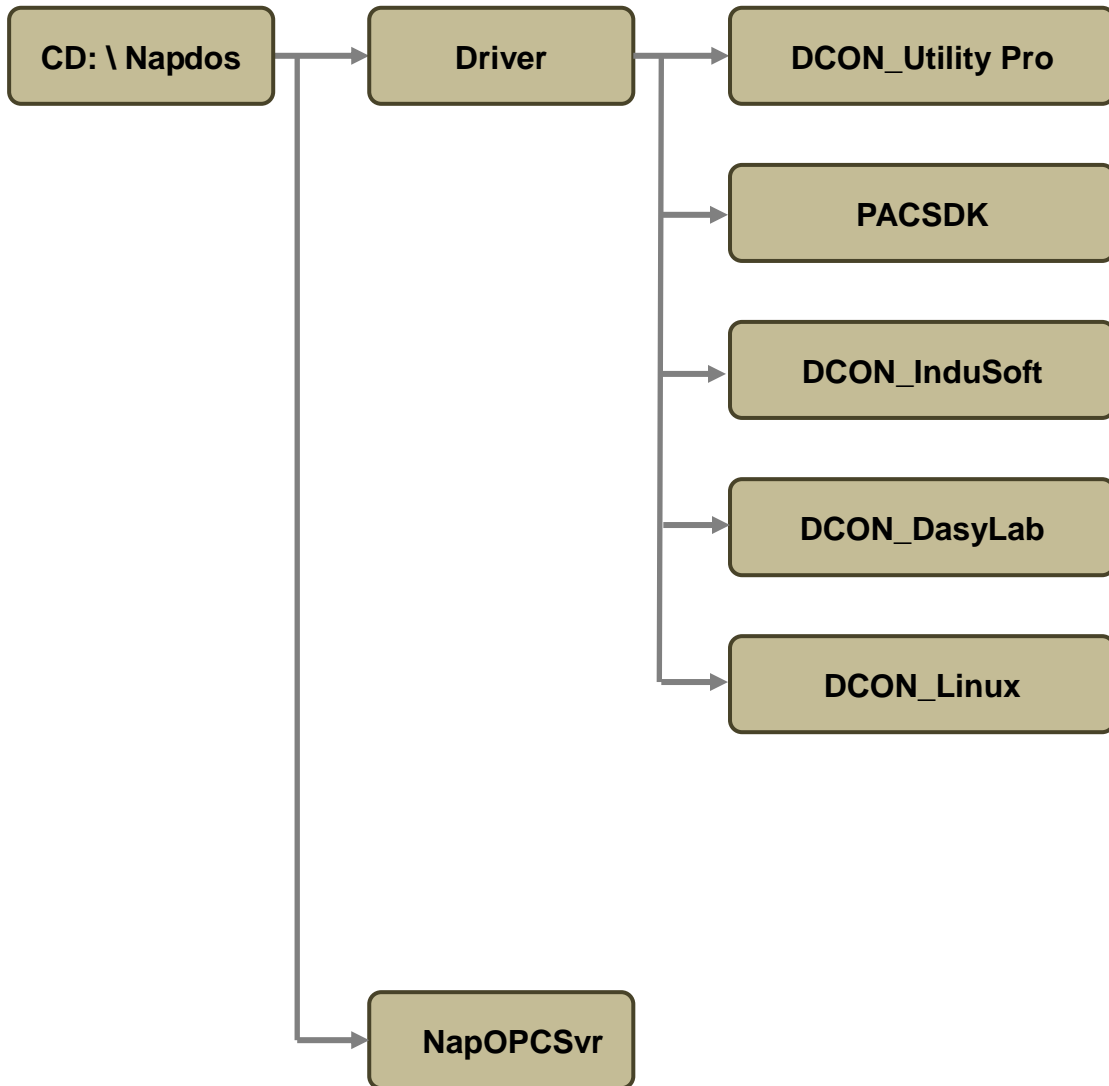 CD: \ Napdos
Driver
DCON_Utility Pro
PACSDK
DCON_InduSoft
DCON_DasyLab
DCON_Linux
NapOPCSvr